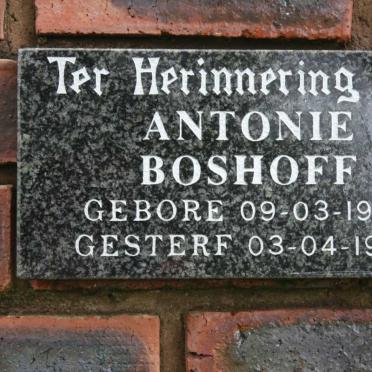 Ter Herinnering
ANTONIE
BOSHOFF
GEBORE 09-03-19
GESTERF 03-04-19